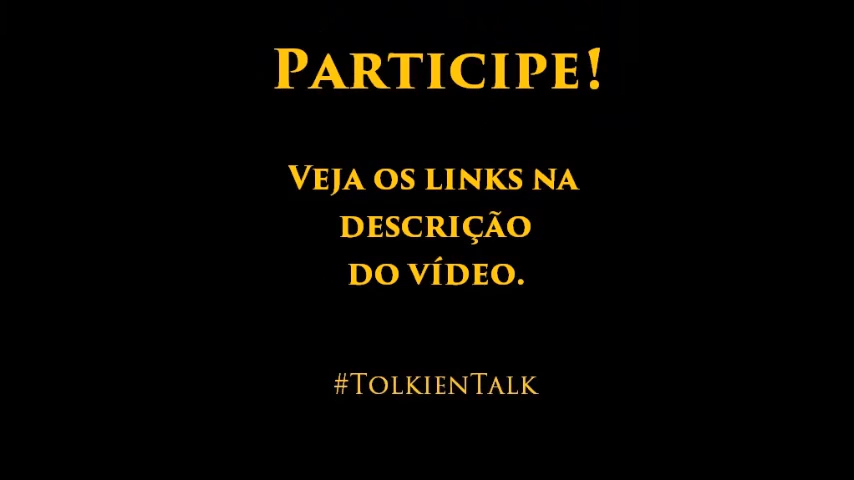 Participe!
Veja os links na
descrição
do vídeo.
#TolkienTalk